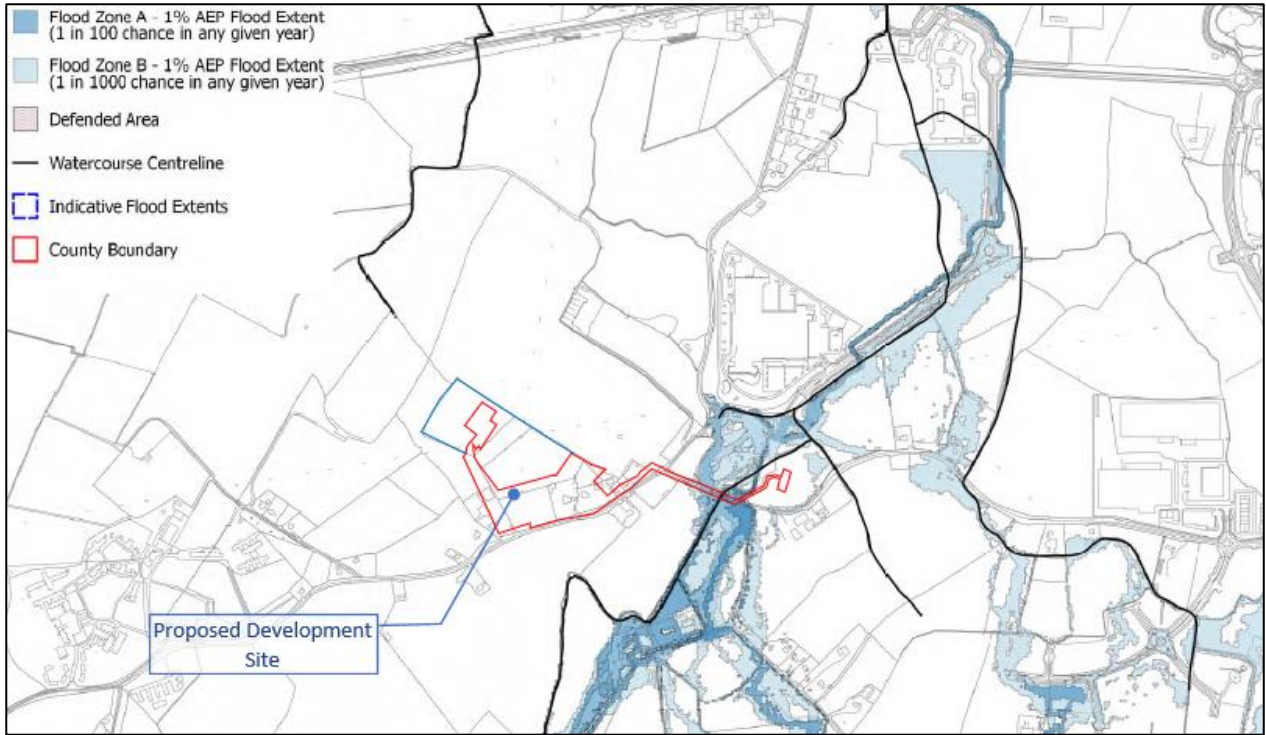 Flood Zone A - 1% AEP Flood Extent
(1 in 100 chance in any given year)
Flood Zone B - 1% AEP Flood Extent
(1 in 1000 chance in any given year)
Defended Area
Watercourse Centreline
Indicative Flood Extents
County Boundary
Proposed Development
Site